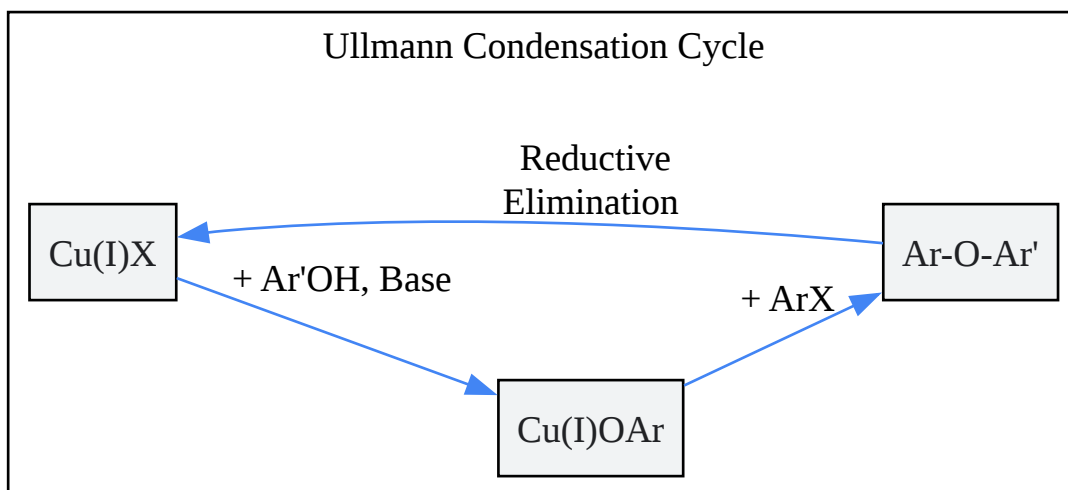 Ullmann Condensation Cycle
Reductive
Elimination
Cu(I)X
Ar-O-Ar'
+ Ar'OH, Base
+ ArX
Cu(I)OAr